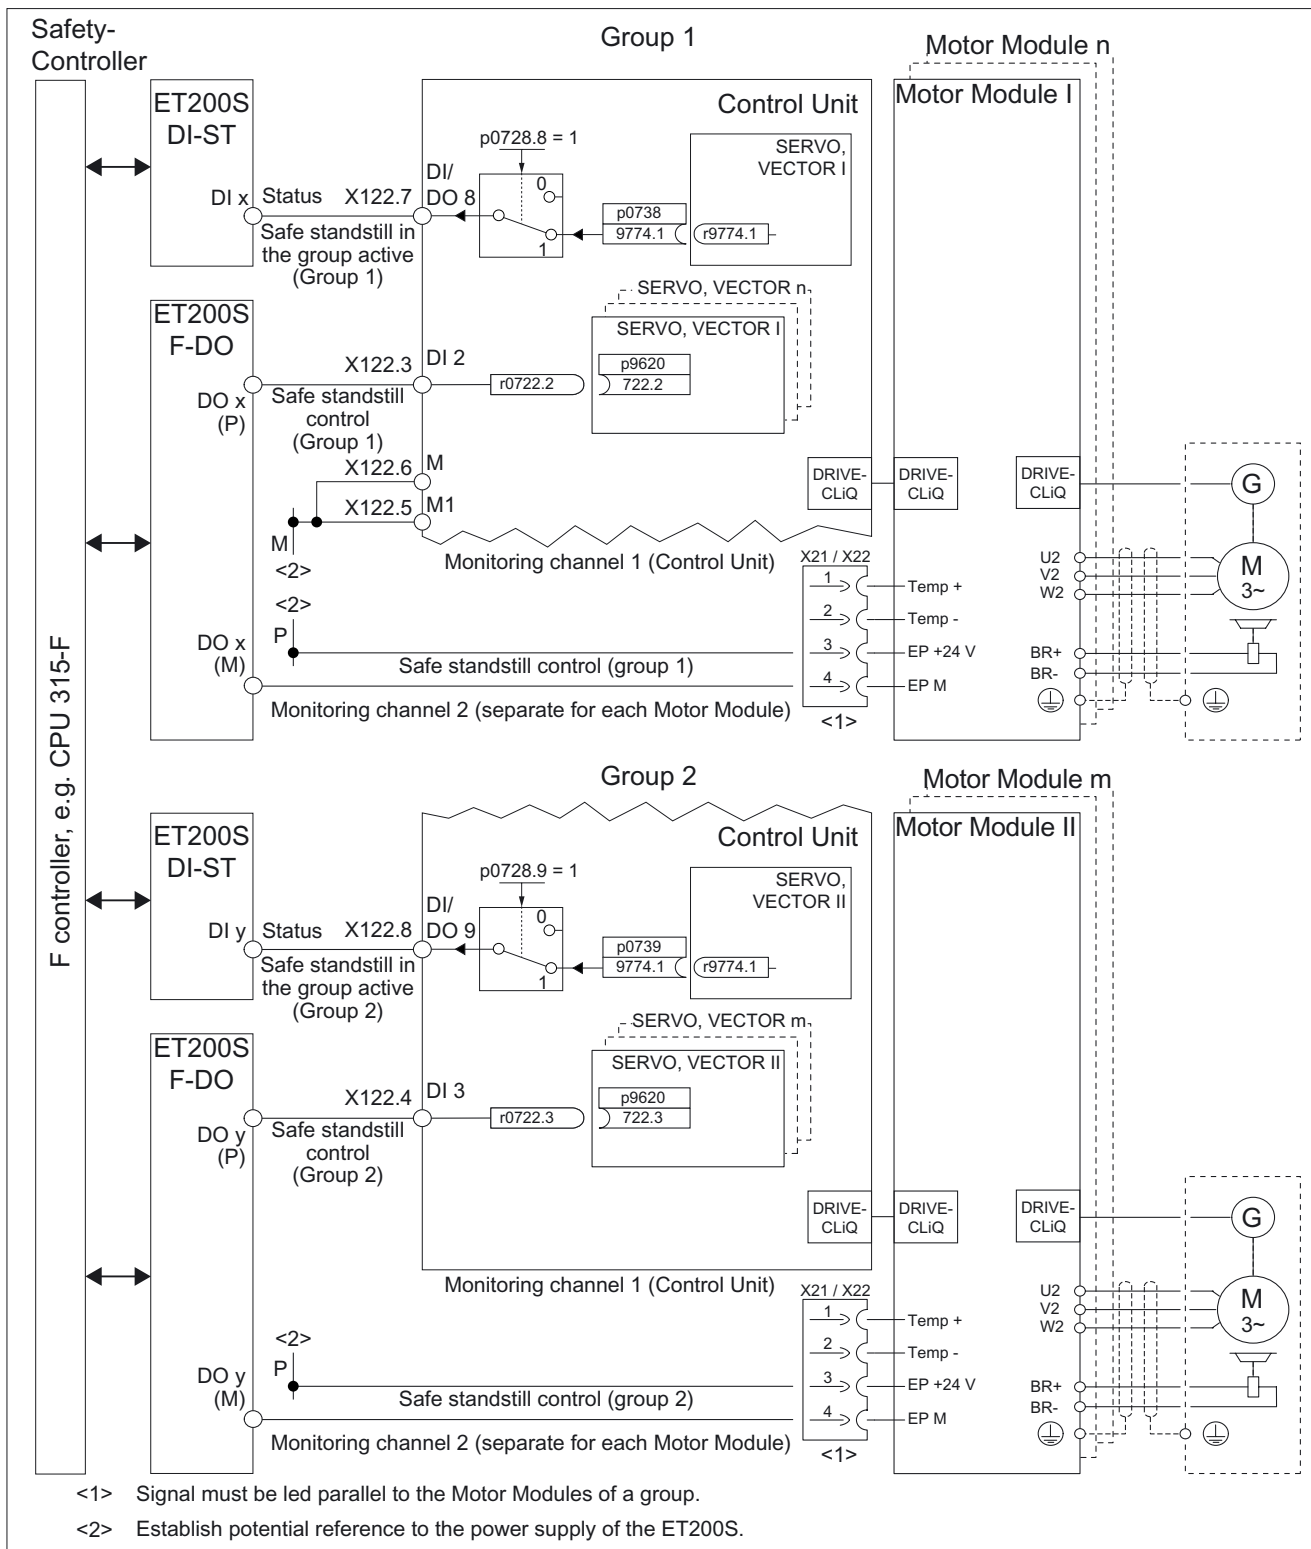 Safety-
Controller
F controller, e.g. CPU 315-F
Group 1
ET200S
DI-ST
DI x
Status
X122.7
Safe standstill in
the group active
(Group 1)
Control Unit
p0728.8 = 1
DI/
DO 8
0
1
p0738
9774.1
r9774.1
SERVO,
VECTOR I
ET200S
F-DO
DO x
(P)
X122.3
Safe standstill
control
(Group 1)
DI 2
r0722.2
SERVO, VECTOR n
SERVO, VECTOR I
p9620
722.2
X122.6
M
X122.5
M1
M
<2>
Monitoring channel 1 (Control Unit)
<2>
P
DO x
(M)
Safe standstill control (group 1)
Monitoring channel 2 (separate for each Motor Module)
DRIVE-
CLiQ
Motor Module n
Motor Module I
DRIVE-
CLiQ
DRIVE-
CLiQ
X21 / X22
1
Temp +
2
Temp -
3
EP +24 V
4
EP M
<1>
U2
V2
W2
BR+
BR-
G
M
3~
Group 2
ET200S
DI-ST
DI y
Status
X122.8
Safe standstill in
the group active
(Group 2)
Control Unit
p0728.9 = 1
DI/
DO 9
0
1
p0739
9774.1
r9774.1
SERVO,
VECTOR II
ET200S
F-DO
DO y
(P)
X122.4
Safe standstill
control
(Group 2)
DI 3
r0722.3
SERVO, VECTOR m
SERVO, VECTOR II
p9620
722.3
Monitoring channel 1 (Control Unit)
<2>
P
DO y
(M)
Safe standstill control (group 2)
Monitoring channel 2 (separate for each Motor Module)
DRIVE-
CLiQ
Motor Module m
Motor Module II
DRIVE-
CLiQ
DRIVE-
CLiQ
X21 / X22
1
Temp +
2
Temp -
3
EP +24 V
4
EP M
<1>
U2
V2
W2
BR+
BR-
G
M
3~
<1> Signal must be led parallel to the Motor Modules of a group.
<2> Establish potential reference to the power supply of the ET200S.